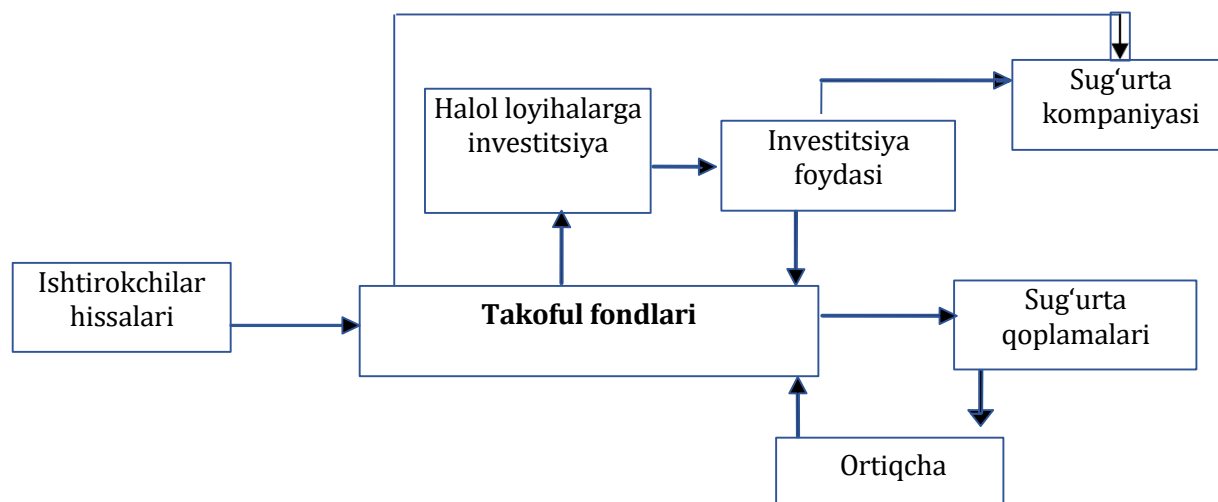 Sug‘urta
kompaniyasi
Halol loyihalarga
investitsiya
Investitsiya
foydasi
Ishtirokchilar
hissalari
Takoful fondlari
Sug‘urta
qoplamalari
Ortiqcha